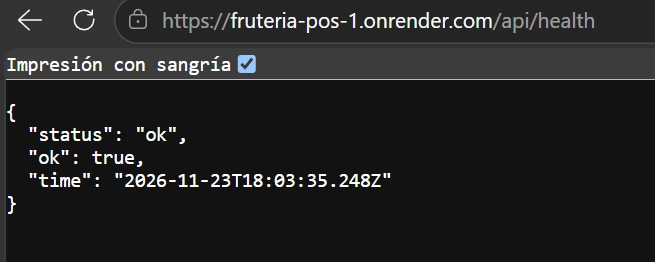 https://fruteria-pos-1.onrender.com/api/health
Impresión con sangría
{
  "status": "ok",
  "ok": true,
  "time": "2026-11-23T18:03:35.248Z"
}